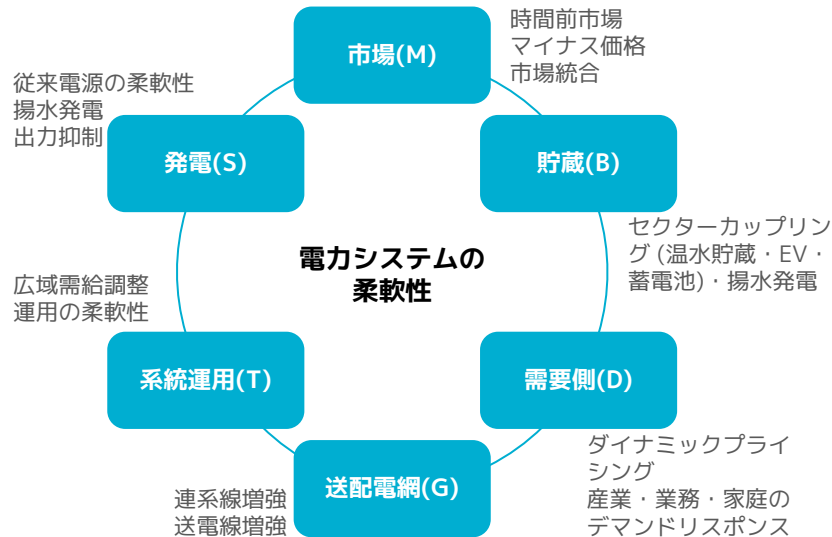 市場(M)
時間前市場
マイナス価格
市場統合
従来電源の柔軟性
揚水発電
出力抑制
発電(S)
貯蔵(B)
セクターカップリン
グ (温水貯蔵・EV・
蓄電池)・揚水発電
電力システムの
柔軟性
広域需給調整
運用の柔軟性
系統運用(T)
需要側(D)
ダイナミックプライ
シング
産業・業務・家庭の
デマンドリスポンス
送配電網(G)
連系線増強
送電線増強